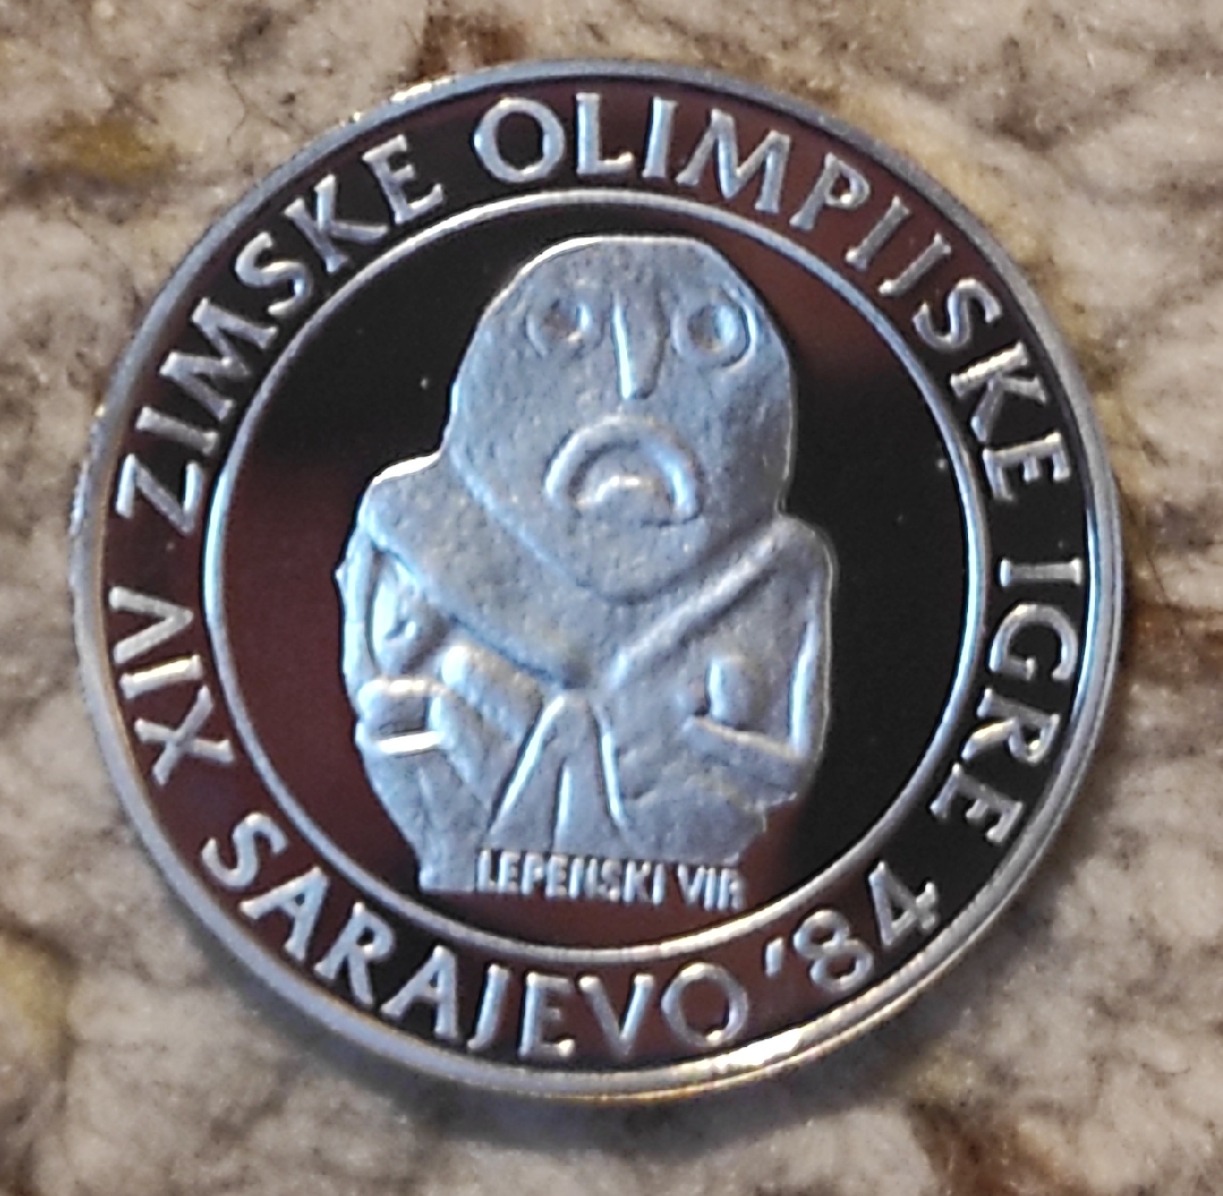 XIV ZIMSKE OLIMPIJSKE IGRE
SARAJEVO '84
LEPENSKI VIR